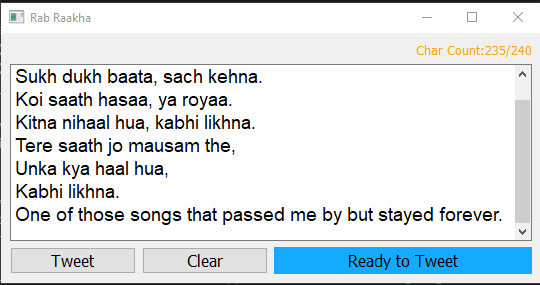 Rab Raakha
Char Count:235/240
Sukh dukh baata, sach kehna.
Koi saath hasaa, ya royaa.
Kitna nihaal hua, kabhi likhna.
Tere saath jo mausam the,
Unka kya haal hua,
Kabhi likhna.
One of those songs that passed me by but stayed forever.
Tweet Clear Ready to Tweet